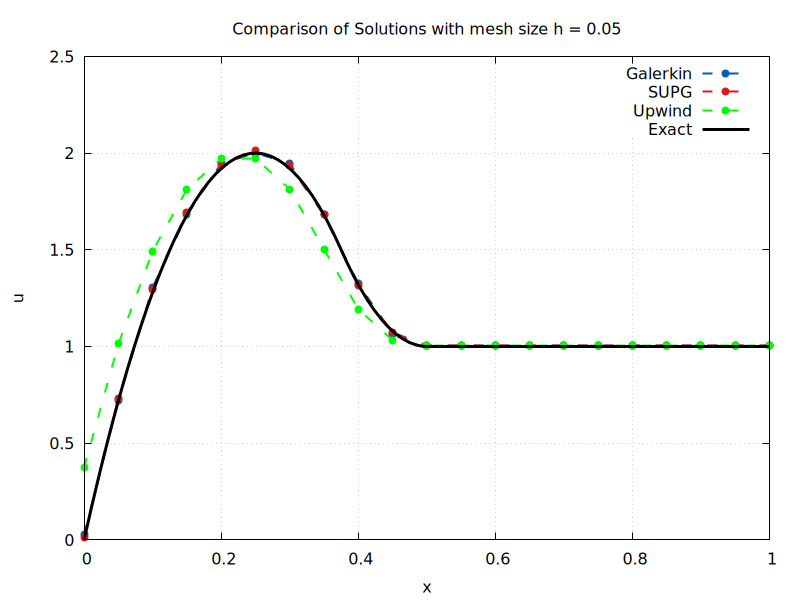 Comparison of Solutions with mesh size h = 0.05
2.5
Galerkin
SUPG
Upwind
Exact
2
1.5
u
1
0.5
0
0 0.2 0.4 0.6 0.8 1
x